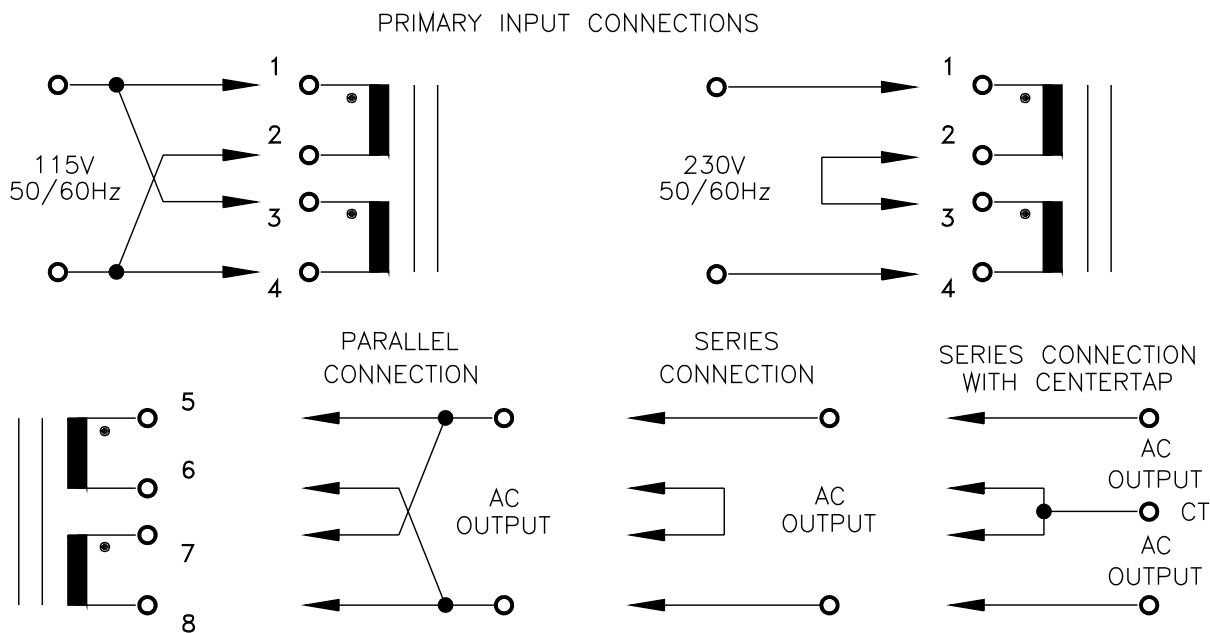 PRIMARY INPUT CONNECTIONS
1
2
115V
50/60Hz
3
4
1
2
230V
50/60Hz
3
4
5
6
7
8
PARALLEL
CONNECTION
AC
OUTPUT
SERIES
CONNECTION
AC
OUTPUT
SERIES CONNECTION
WITH CENTERTAP
AC
OUTPUT
CT
AC
OUTPUT